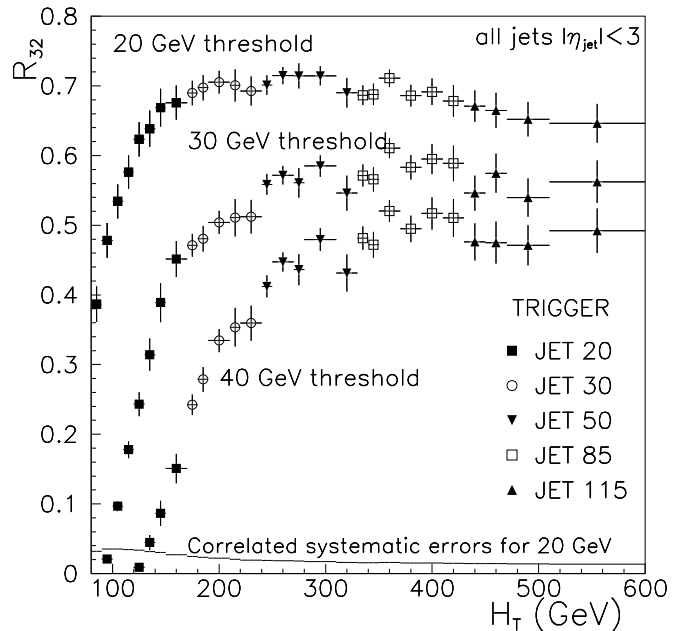 R32
0.8
0.7
0.6
0.5
0.4
0.3
0.2
0.1
0
20 GeV threshold
all jets |ηjet|<3
30 GeV threshold
40 GeV threshold
TRIGGER
JET 20
JET 30
JET 50
JET 85
JET 115
Correlated systematic errors for 20 GeV
100 200 300 400 500 600
HT (GeV)